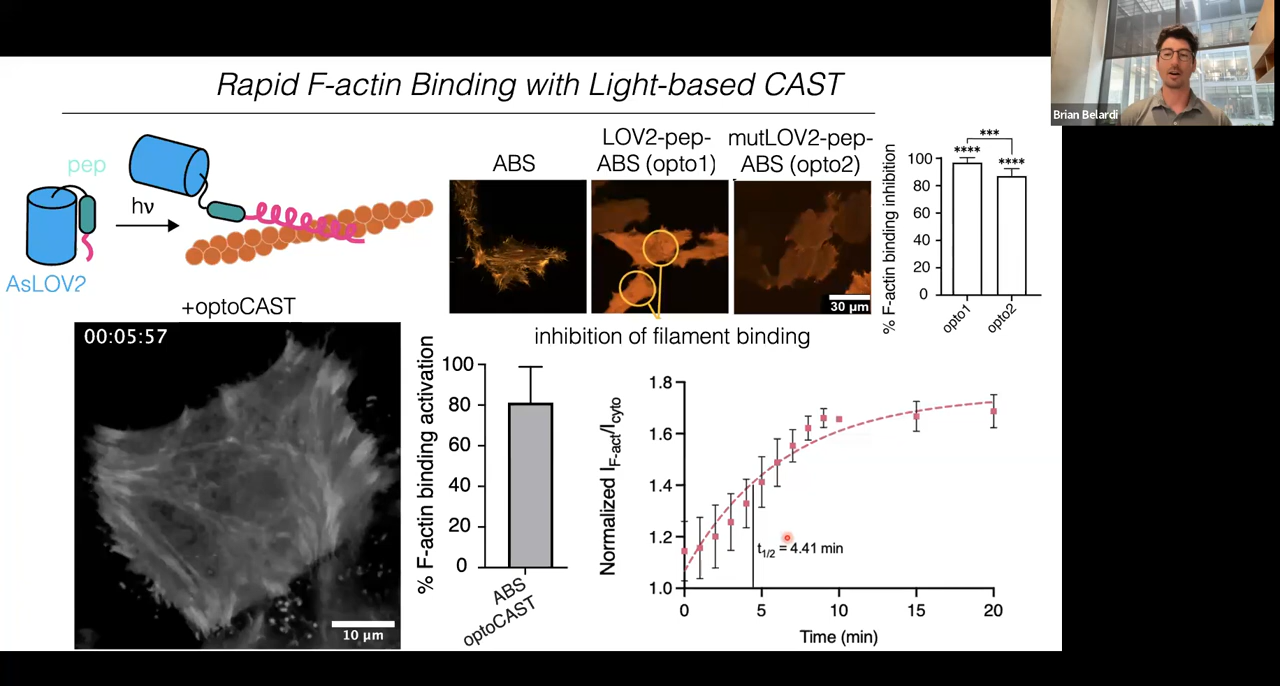 Rapid F-actin Binding with Light-based CAST
Brian Belardi
pep
hν
AsLOV2
ABS
LOV2-pep-
ABS (opto1)
mutLOV2-pep-
ABS (opto2)
30 µm
inhibition of filament binding
% F-actin binding inhibition
100
80
60
40
20
0
****
***
****
opto1
opto2
+optoCAST
00:05:57
10 µm
% F-actin binding activation
100
80
60
40
20
0
ABS
optoCAST
Normalized IF-act/Icyto
1.8
1.6
1.4
1.2
1.0
t1/2 = 4.41 min
0
5
10
15
20
Time (min)